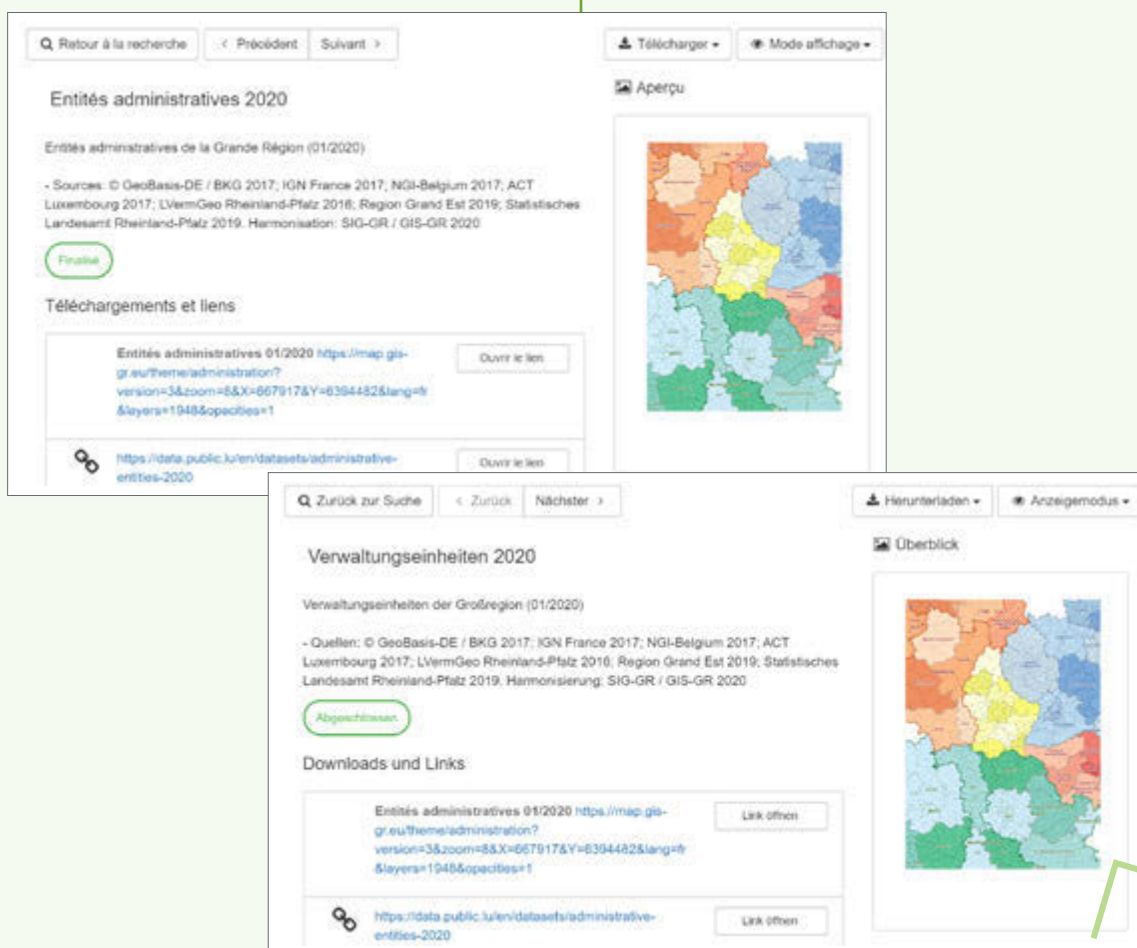 Retour à la recherche
< Précédent
Suivant >
Télécharger
Mode affichage
Aperçu
Entités administratives 2020
Entités administratives de la Grande Région (01/2020)
- Sources: © GeoBasis-DE / BKG 2017; IGN France 2017; NGI-Belgium 2017; ACT
Luxembourg 2017; LVermGeo Rheinland-Pfalz 2016; Region Grand Est 2019; Statistisches
Landesamt Rheinland-Pfalz 2019. Harmonisation: SIG-GR / GIS-GR 2020
Finalisé
Téléchargements et liens
Entités administratives 01/2020 https://map.gis-
gr.eu/theme/administration?
version=3&zoom=8&X=667917&Y=6394482&lang=fr
&layers=1948&opacities=1
Ouvrir le lien
https://data.public.lu/en/datasets/administrative-
entities-2020
Ouvrir le lien
Zurück zur Suche
< Zurück
Nächster >
Herunterladen
Anzeigemodus
Überblick
Verwaltungseinheiten 2020
Verwaltungseinheiten der Großregion (01/2020)
- Quellen: © GeoBasis-DE / BKG 2017; IGN France 2017; NGI-Belgium 2017; ACT
Luxembourg 2017; LVermGeo Rheinland-Pfalz 2016; Region Grand Est 2019; Statistisches
Landesamt Rheinland-Pfalz 2019. Harmonisierung: SIG-GR / GIS-GR 2020
Abgeschlossen
Downloads und Links
Entités administratives 01/2020 https://map.gis-
gr.eu/theme/administration?
version=3&zoom=8&X=667917&Y=6394482&lang=fr
&layers=1948&opacities=1
Link öffnen
https://data.public.lu/en/datasets/administrative-
entities-2020
Link öffnen